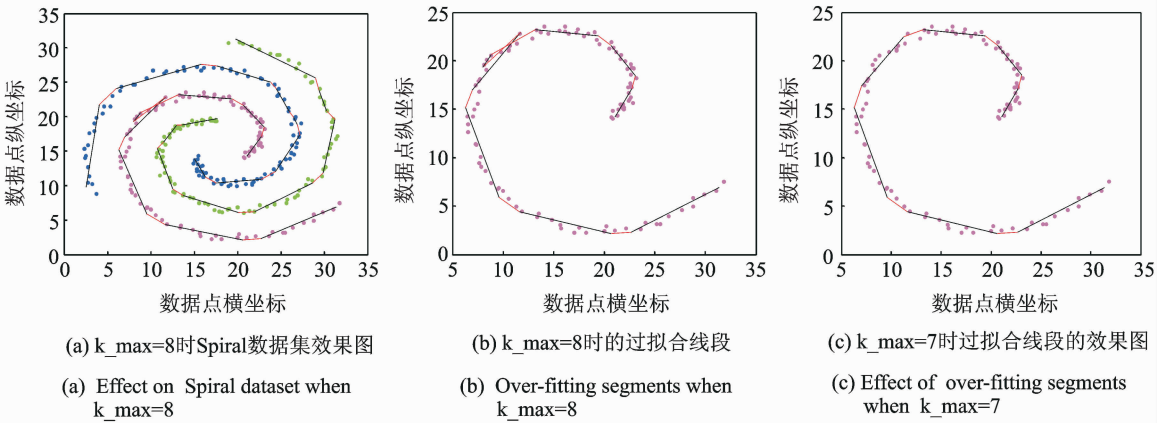 35
30
25
20
15
10
5
0
数据点纵坐标
0 5 10 15 20 25 30 35
数据点横坐标
(a) k_max=8时Spiral数据集效果图
(a) Effect on Spiral dataset when
k_max=8
25
20
15
10
5
0
数据点纵坐标
5 10 15 20 25 30 35
数据点横坐标
(b) k_max=8时的过拟合线段
(b) Over-fitting segments when
k_max=8
25
20
15
10
5
0
数据点纵坐标
5 10 15 20 25 30 35
数据点横坐标
(c) k_max=7时过拟合线段的效果图
(c) Effect of over-fitting segments
when k_max=7